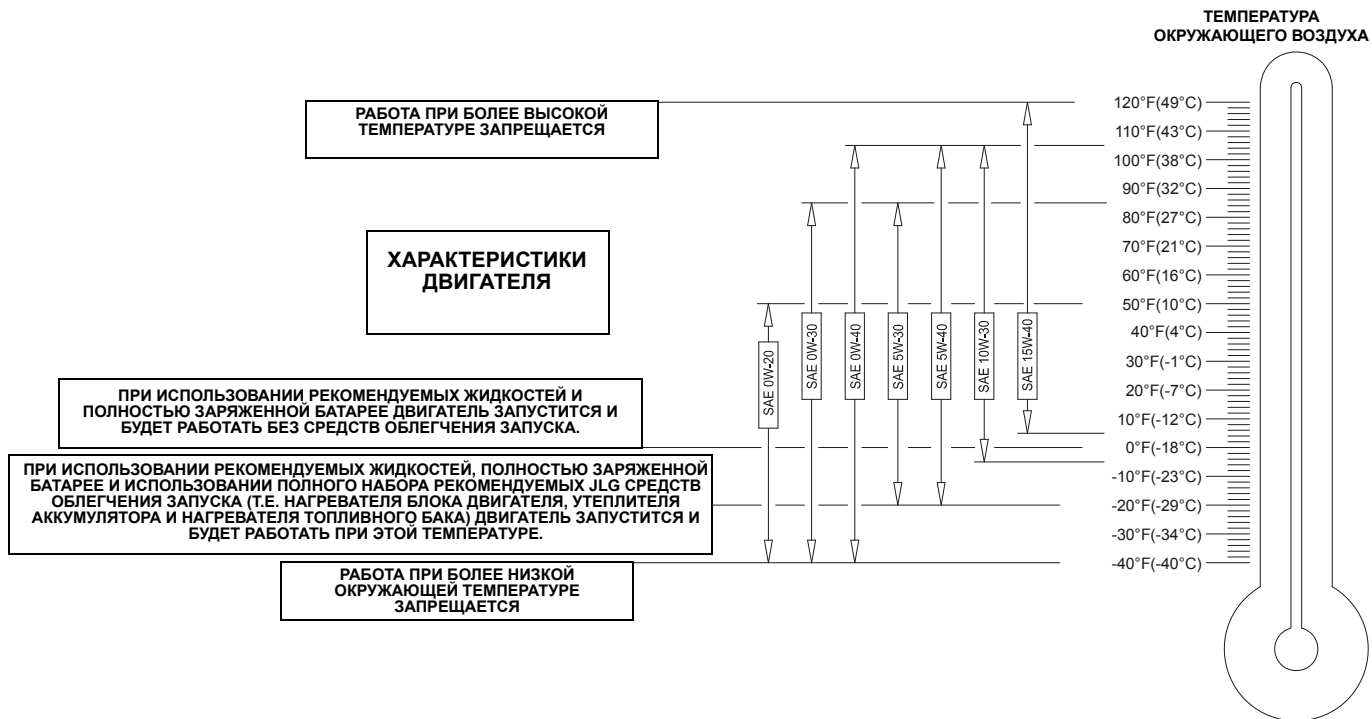 ТЕМПЕРАТУРА
ОКРУЖАЮЩЕГО ВОЗДУХА
РАБОТА ПРИ БОЛЕЕ ВЫСОКОЙ
ТЕМПЕРАТУРЕ ЗАПРЕЩАЕТСЯ
ХАРАКТЕРИСТИКИ
ДВИГАТЕЛЯ
ПРИ ИСПОЛЬЗОВАНИИ РЕКОМЕНДУЕМЫХ ЖИДКОСТЕЙ И
ПОЛНОСТЬЮ ЗАРЯЖЕННОЙ БАТАРЕЕ ДВИГАТЕЛЬ ЗАПУСТИТСЯ И
БУДЕТ РАБОТАТЬ БЕЗ СРЕДСТВ ОБЛЕГЧЕНИЯ ЗАПУСКА.
ПРИ ИСПОЛЬЗОВАНИИ РЕКОМЕНДУЕМЫХ ЖИДКОСТЕЙ, ПОЛНОСТЬЮ ЗАРЯЖЕННОЙ
БАТАРЕЕ И ИСПОЛЬЗОВАНИИ ПОЛНОГО НАБОРА РЕКОМЕНДУЕМЫХ JLG СРЕДСТВ
ОБЛЕГЧЕНИЯ ЗАПУСКА (Т.Е. НАГРЕВАТЕЛЯ БЛОКА ДВИГАТЕЛЯ, УТЕПЛИТЕЛЯ
АККУМУЛЯТОРА И НАГРЕВАТЕЛЯ ТОПЛИВНОГО БАКА) ДВИГАТЕЛЬ ЗАПУСТИТСЯ И
БУДЕТ РАБОТАТЬ ПРИ ЭТОЙ ТЕМПЕРАТУРЕ.
РАБОТА ПРИ БОЛЕЕ НИЗКОЙ
ОКРУЖАЮЩЕЙ ТЕМПЕРАТУРЕ
ЗАПРЕЩАЕТСЯ
SAE 0W-20
SAE 0W-30
SAE 0W-40
SAE 5W-30
SAE 5W-40
SAE 10W-30
SAE 15W-40
120°F(49°C)
110°F(43°C)
100°F(38°C)
90°F(32°C)
80°F(27°C)
70°F(21°C)
60°F(16°C)
50°F(10°C)
40°F(4°C)
30°F(-1°C)
20°F(-7°C)
10°F(-12°C)
0°F(-18°C)
-10°F(-23°C)
-20°F(-29°C)
-30°F(-34°C)
-40°F(-40°C)